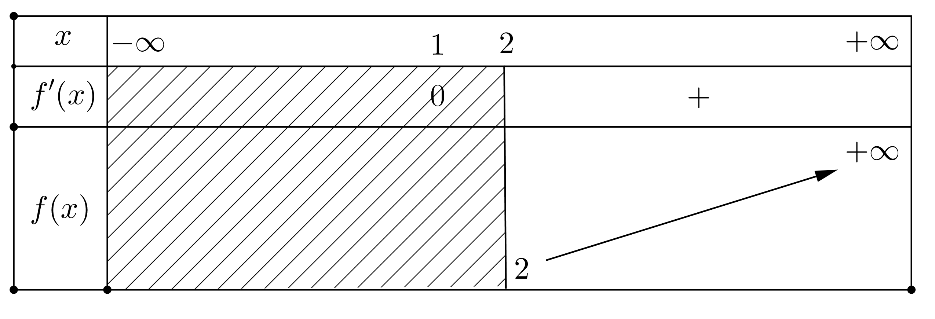 x −∞ 1 2 +∞
f′(x) 0 +
+∞
f(x)
2